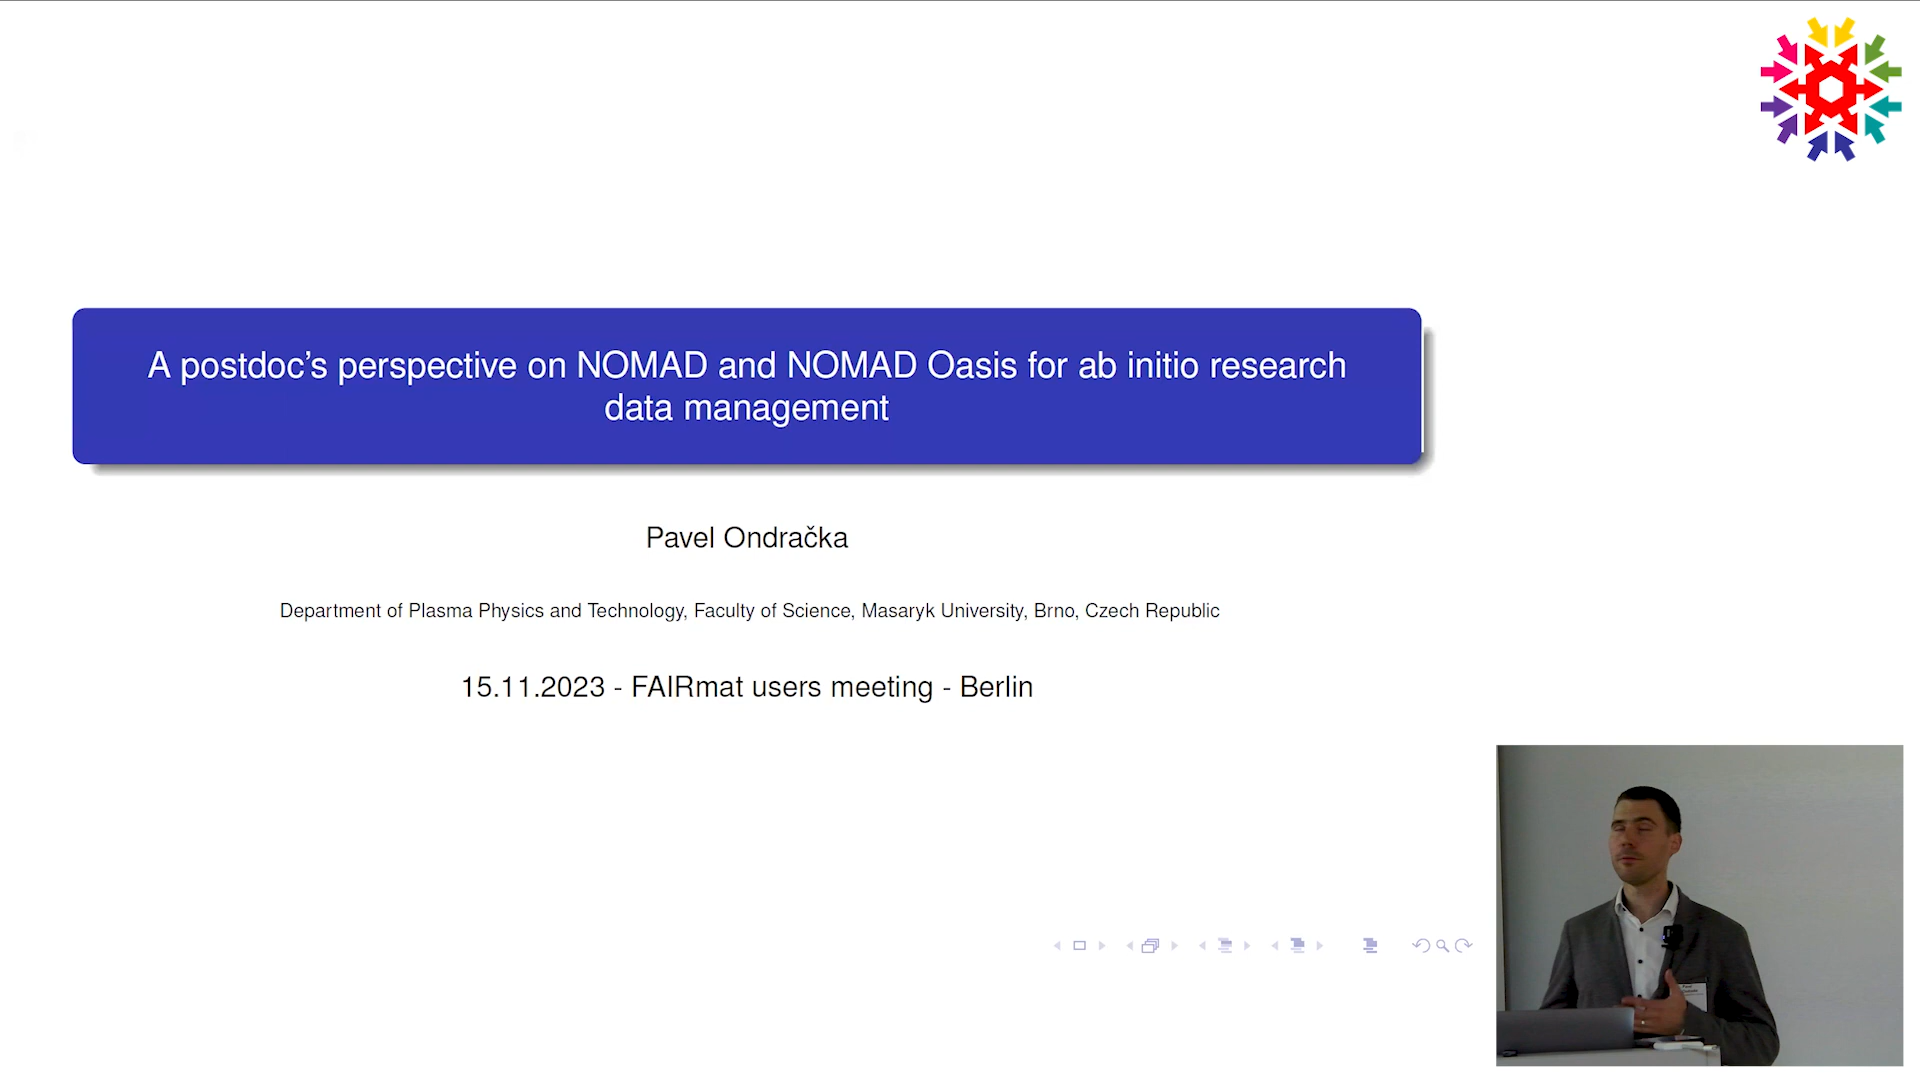 A postdoc's perspective on NOMAD and NOMAD Oasis for ab initio research
data management
Pavel Ondračka
Department of Plasma Physics and Technology, Faculty of Science, Masaryk University, Brno, Czech Republic
15.11.2023 - FAIRmat users meeting - Berlin